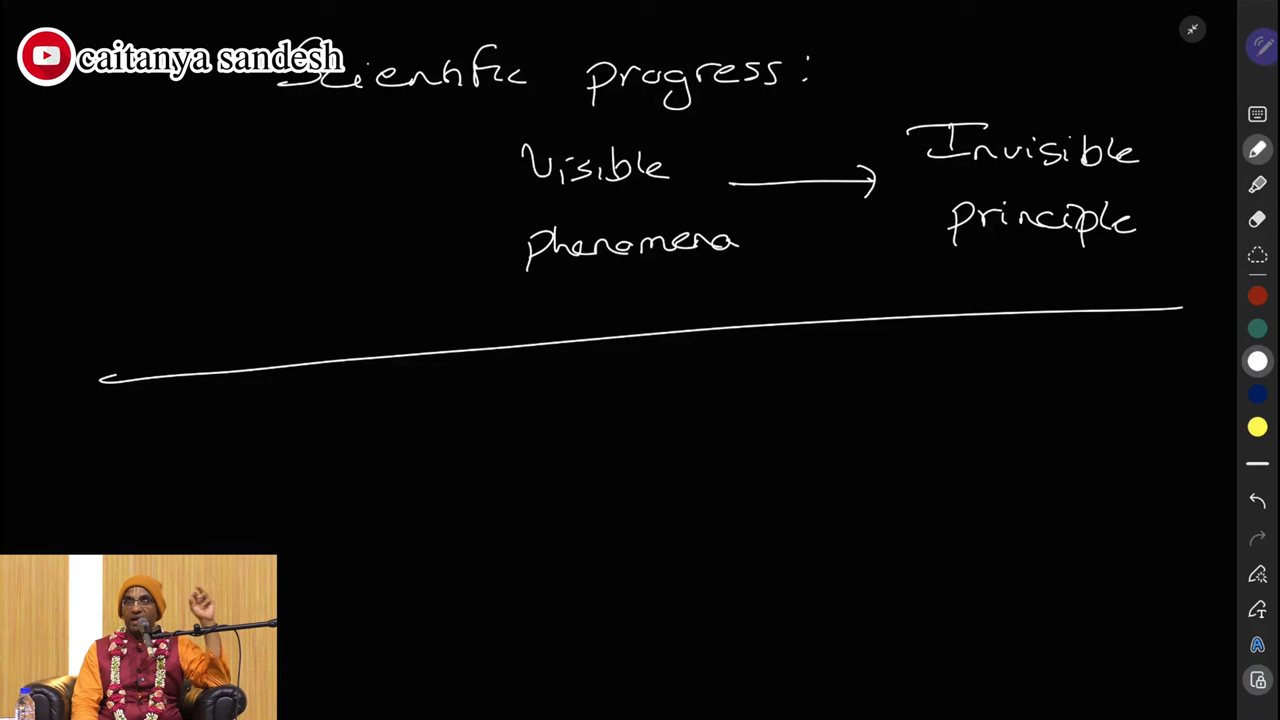 caitanya sandesh
Scientific progress:
Visible
phenomena
Invisible
principle